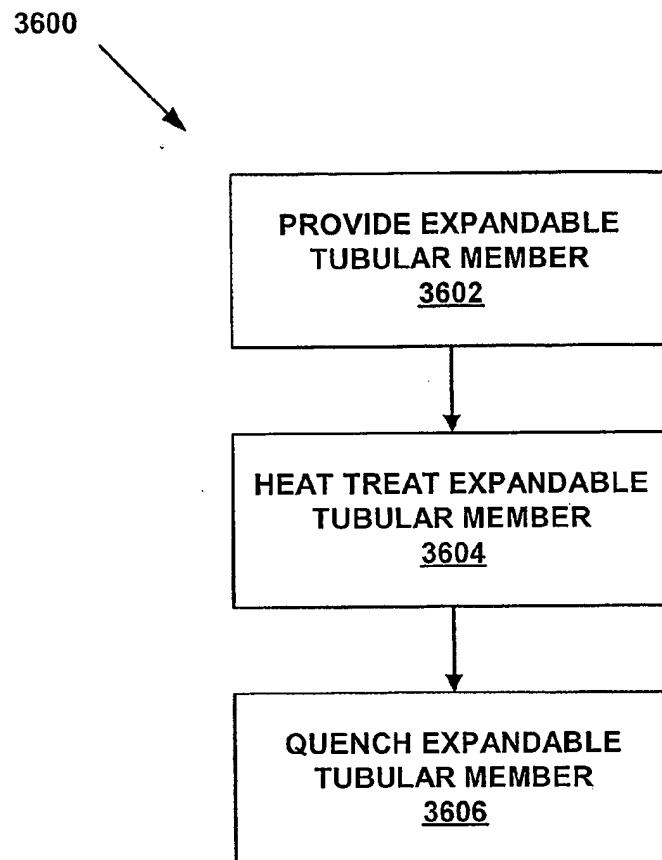 3600
PROVIDE EXPANDABLE
TUBULAR MEMBER
3602
HEAT TREAT EXPANDABLE
TUBULAR MEMBER
3604
QUENCH EXPANDABLE
TUBULAR MEMBER
3606